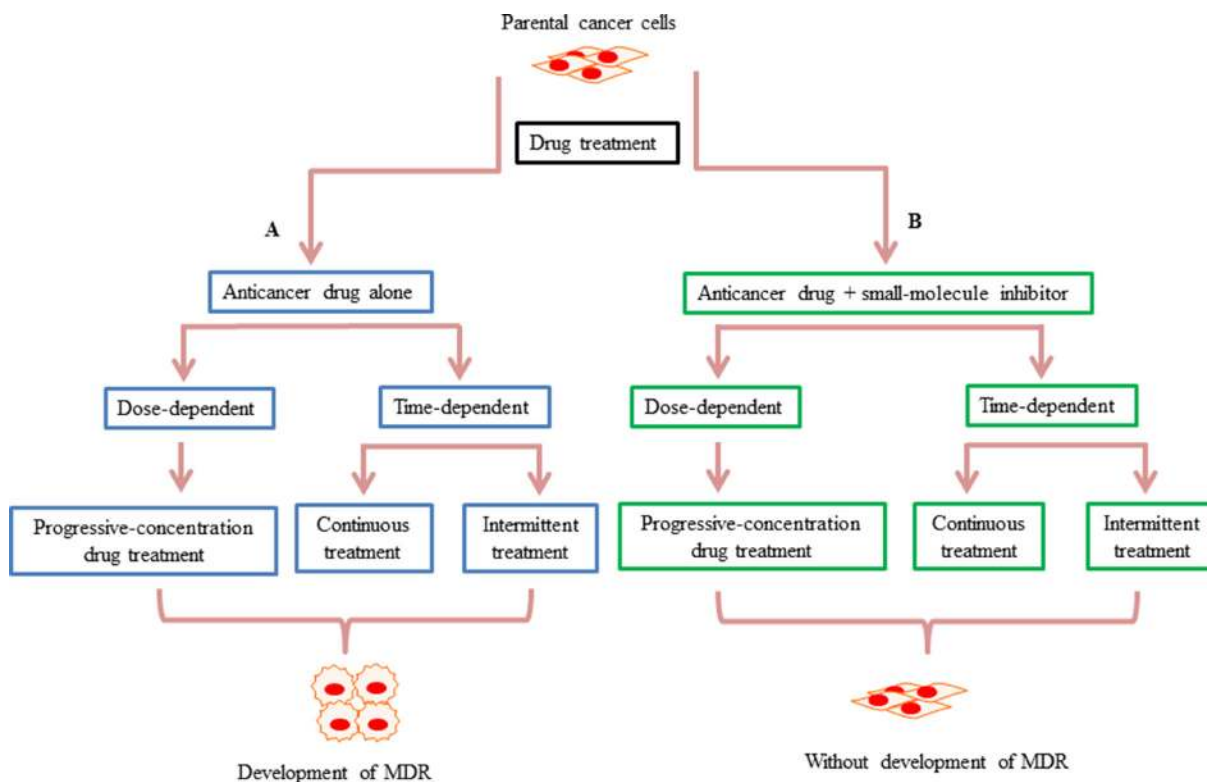 Parental cancer cells
Drug treatment
A
B
Anticancer drug alone
Anticancer drug + small-molecule inhibitor
Dose-dependent
Time-dependent
Dose-dependent
Time-dependent
Progressive-concentration
drug treatment
Continuous
treatment
Intermittent
treatment
Progressive-concentration
drug treatment
Continuous
treatment
Intermittent
treatment
Development of MDR
Without development of MDR